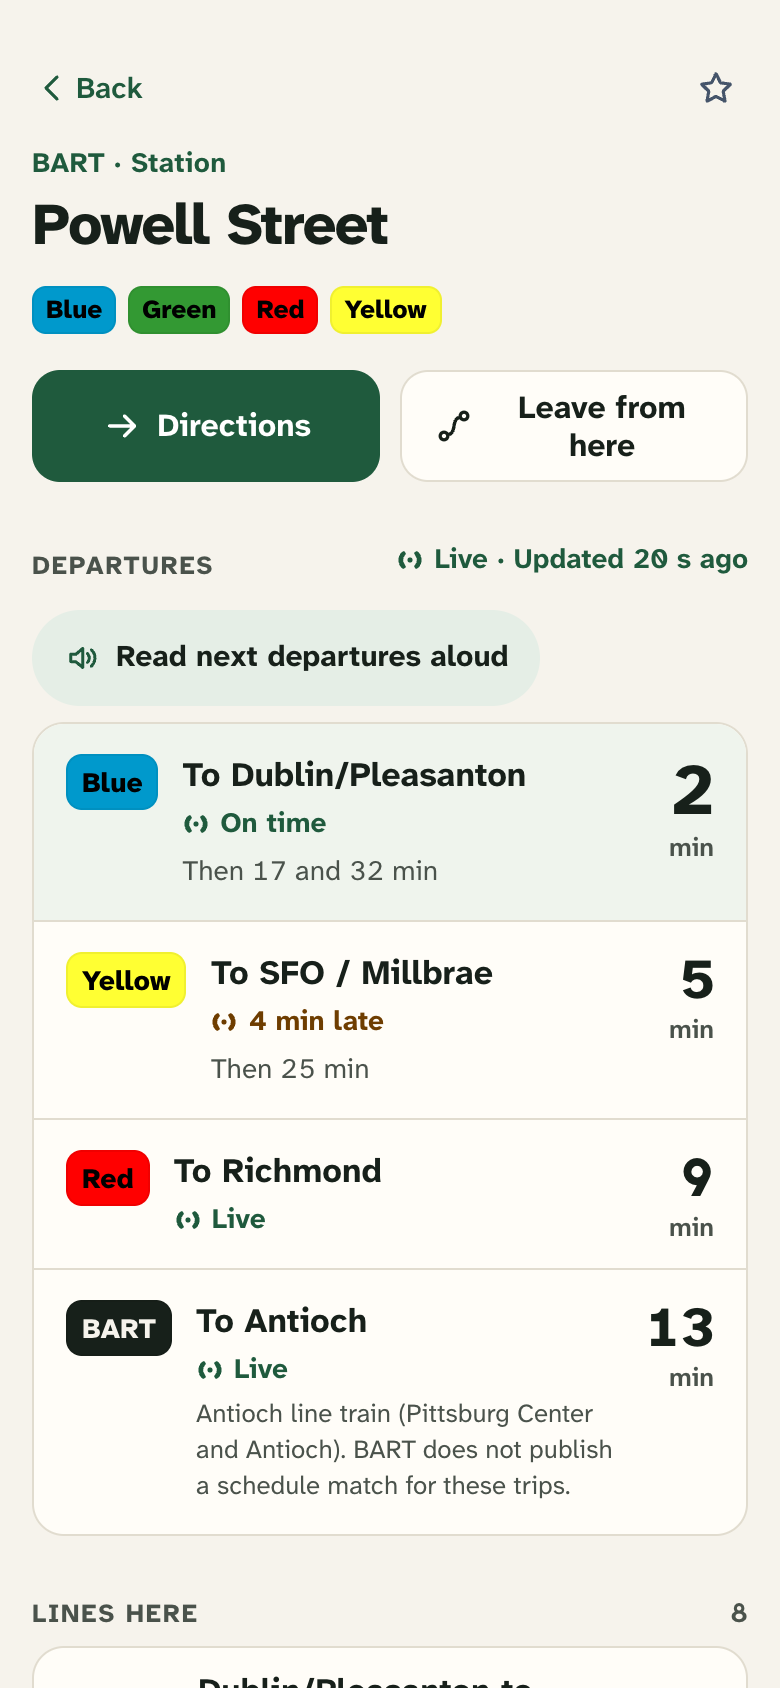 Back
BART · Station
Powell Street
Blue
Green
Red
Yellow
Directions
Leave from
here
DEPARTURES
Live · Updated 20 s ago
Read next departures aloud
Blue
To Dublin/Pleasanton
On time
Then 17 and 32 min
2
min
Yellow
To SFO / Millbrae
4 min late
Then 25 min
5
min
Red
To Richmond
Live
9
min
BART
To Antioch
Live
Antioch line train (Pittsburg Center
and Antioch). BART does not publish
a schedule match for these trips.
13
min
LINES HERE
8
Dublin/Pleasanton to